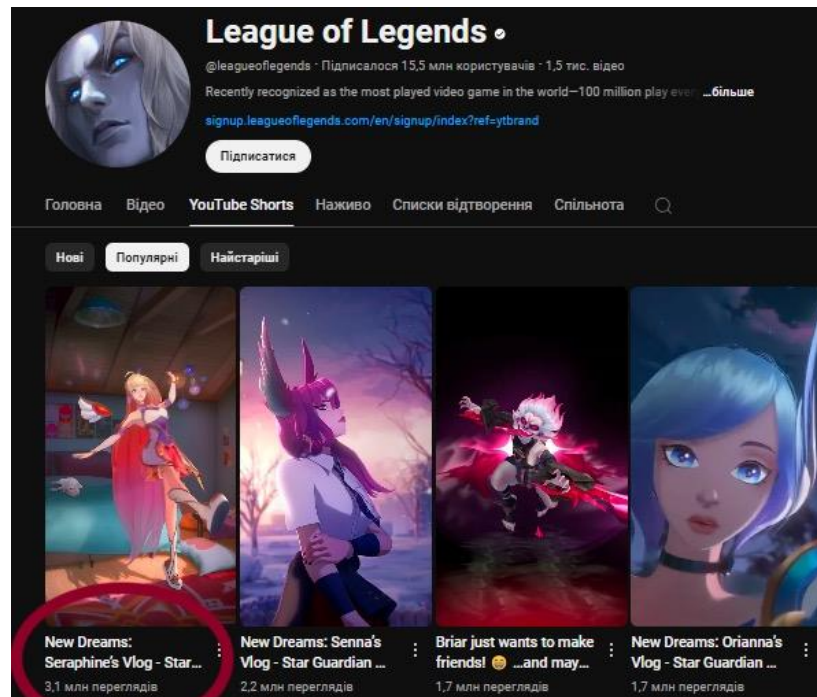 League of Legends
@leagueoflegends · Підписалося 15,5 млн користувачів · 1,5 тис. відео
Recently recognized as the most played video game in the world—100 million play ever ...більше
signup.leagueoflegends.com/en/signup/index?ref=ytbrand
Підписатися
Головна Відео YouTube Shorts Наживо Списки відтворення Спільнота
Нові Популярні Найстаріші
New Dreams:
Seraphine's Vlog - Star...
3,1 млн переглядів
New Dreams: Senna's
Vlog - Star Guardian ...
2,2 млн переглядів
Briar just wants to make
friends! 😁 ...and may...
1,7 млн переглядів
New Dreams: Orianna's
Vlog - Star Guardian ...
1,7 млн переглядів